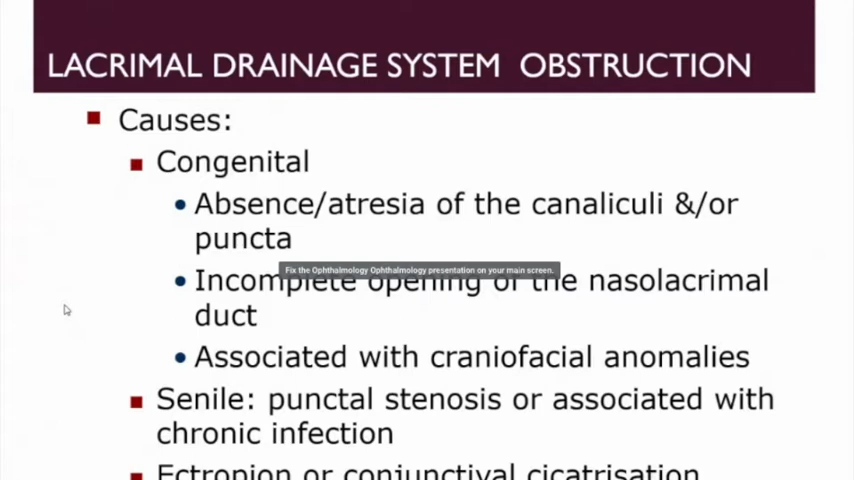 LACRIMAL DRAINAGE SYSTEM OBSTRUCTION
Causes:
Congenital
Absence/atresia of the canaliculi &/or
puncta
Fix the Ophthalmology Ophthalmology presentation on your main screen.
Incomplete opening of the nasolacrimal
duct
Associated with craniofacial anomalies
Senile: punctal stenosis or associated with
chronic infection
Ectropion or conjunctival cicatrisation